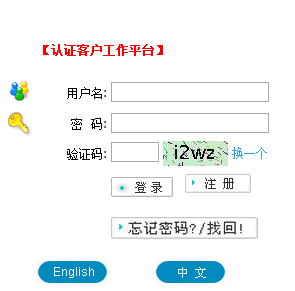 【认证客户工作平台】
用户名:
密 码:
验证码: i2wz 换一个
登 录 注 册
忘记密码?/找回!
English 中 文